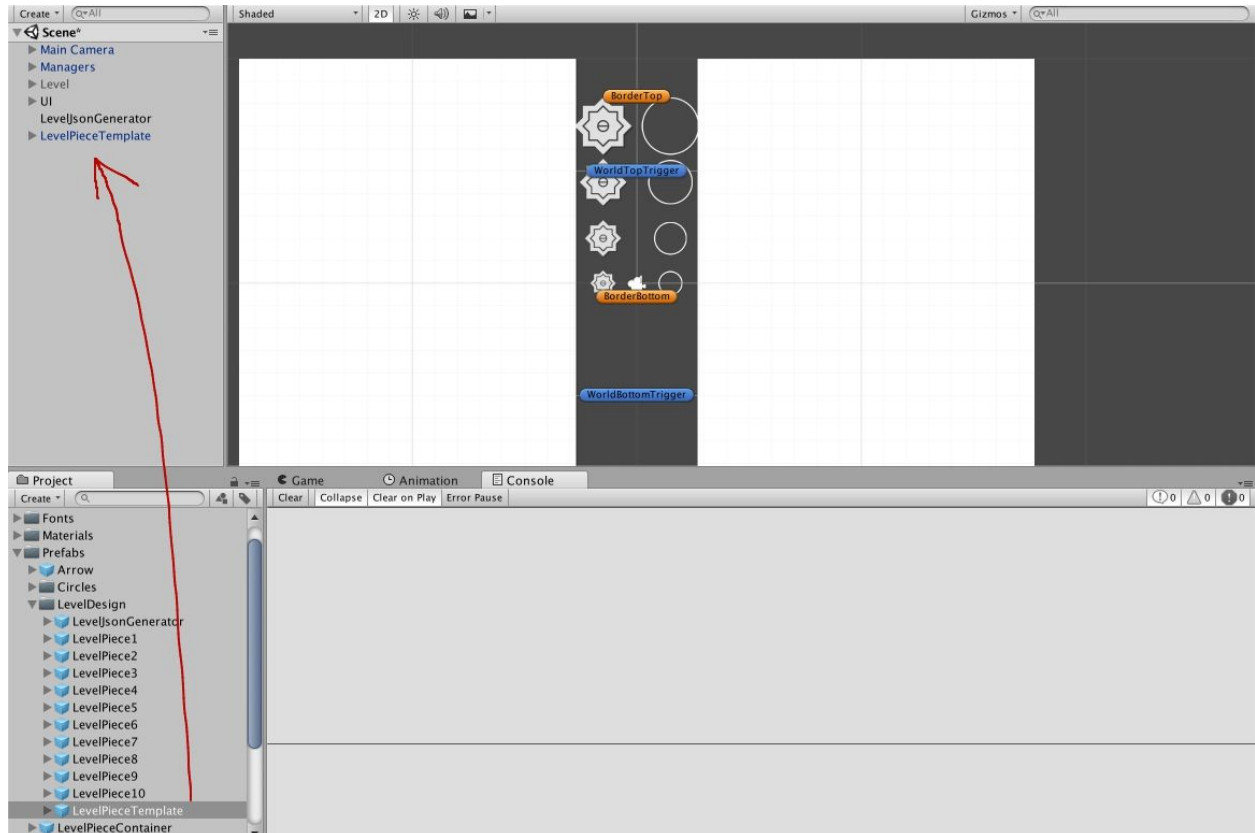 Create
All
Shaded
2D
Gizmos
All
Scene*
Main Camera
Managers
Level
UI
LevelJsonGenerator
LevelPieceTemplate
BorderTop
WorldTopTrigger
BorderBottom
WorldBottomTrigger
Project
Create
Fonts
Materials
Prefabs
Arrow
Circles
LevelDesign
LevelJsonGenerator
LevelPiece1
LevelPiece2
LevelPiece3
LevelPiece4
LevelPiece5
LevelPiece6
LevelPiece7
LevelPiece8
LevelPiece9
LevelPiece10
LevelPieceTemplate
LevelPieceContainer
Game
Animation
Console
Clear
Collapse
Clear on Play
Error Pause
0
0
0